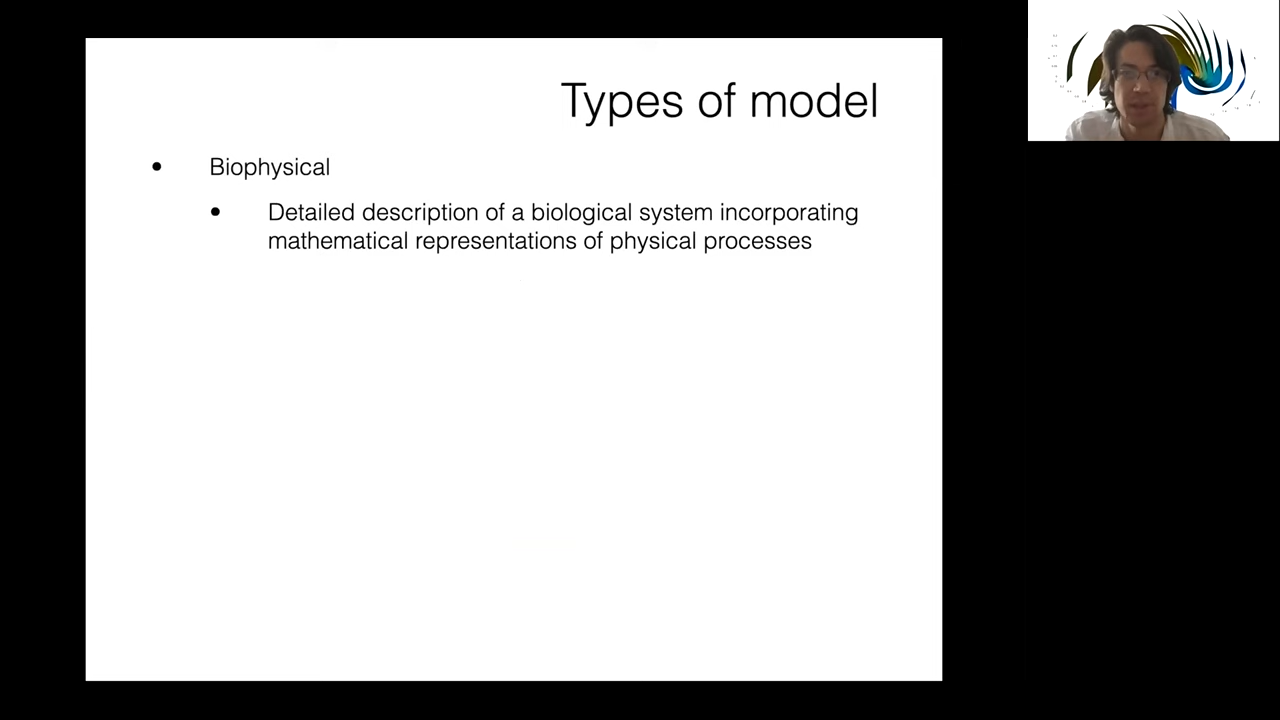 Types of model
• Biophysical
• Detailed description of a biological system incorporating
mathematical representations of physical processes